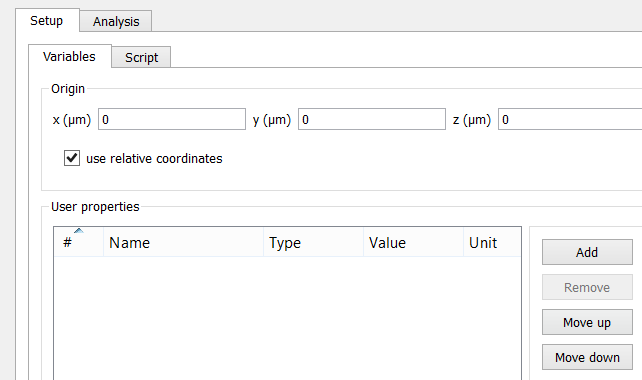 Setup Analysis
Variables Script
Origin
x (μm) 0 y (μm) 0 z (μm) 0
use relative coordinates
User properties
# Name Type Value Unit
Add
Remove
Move up
Move down